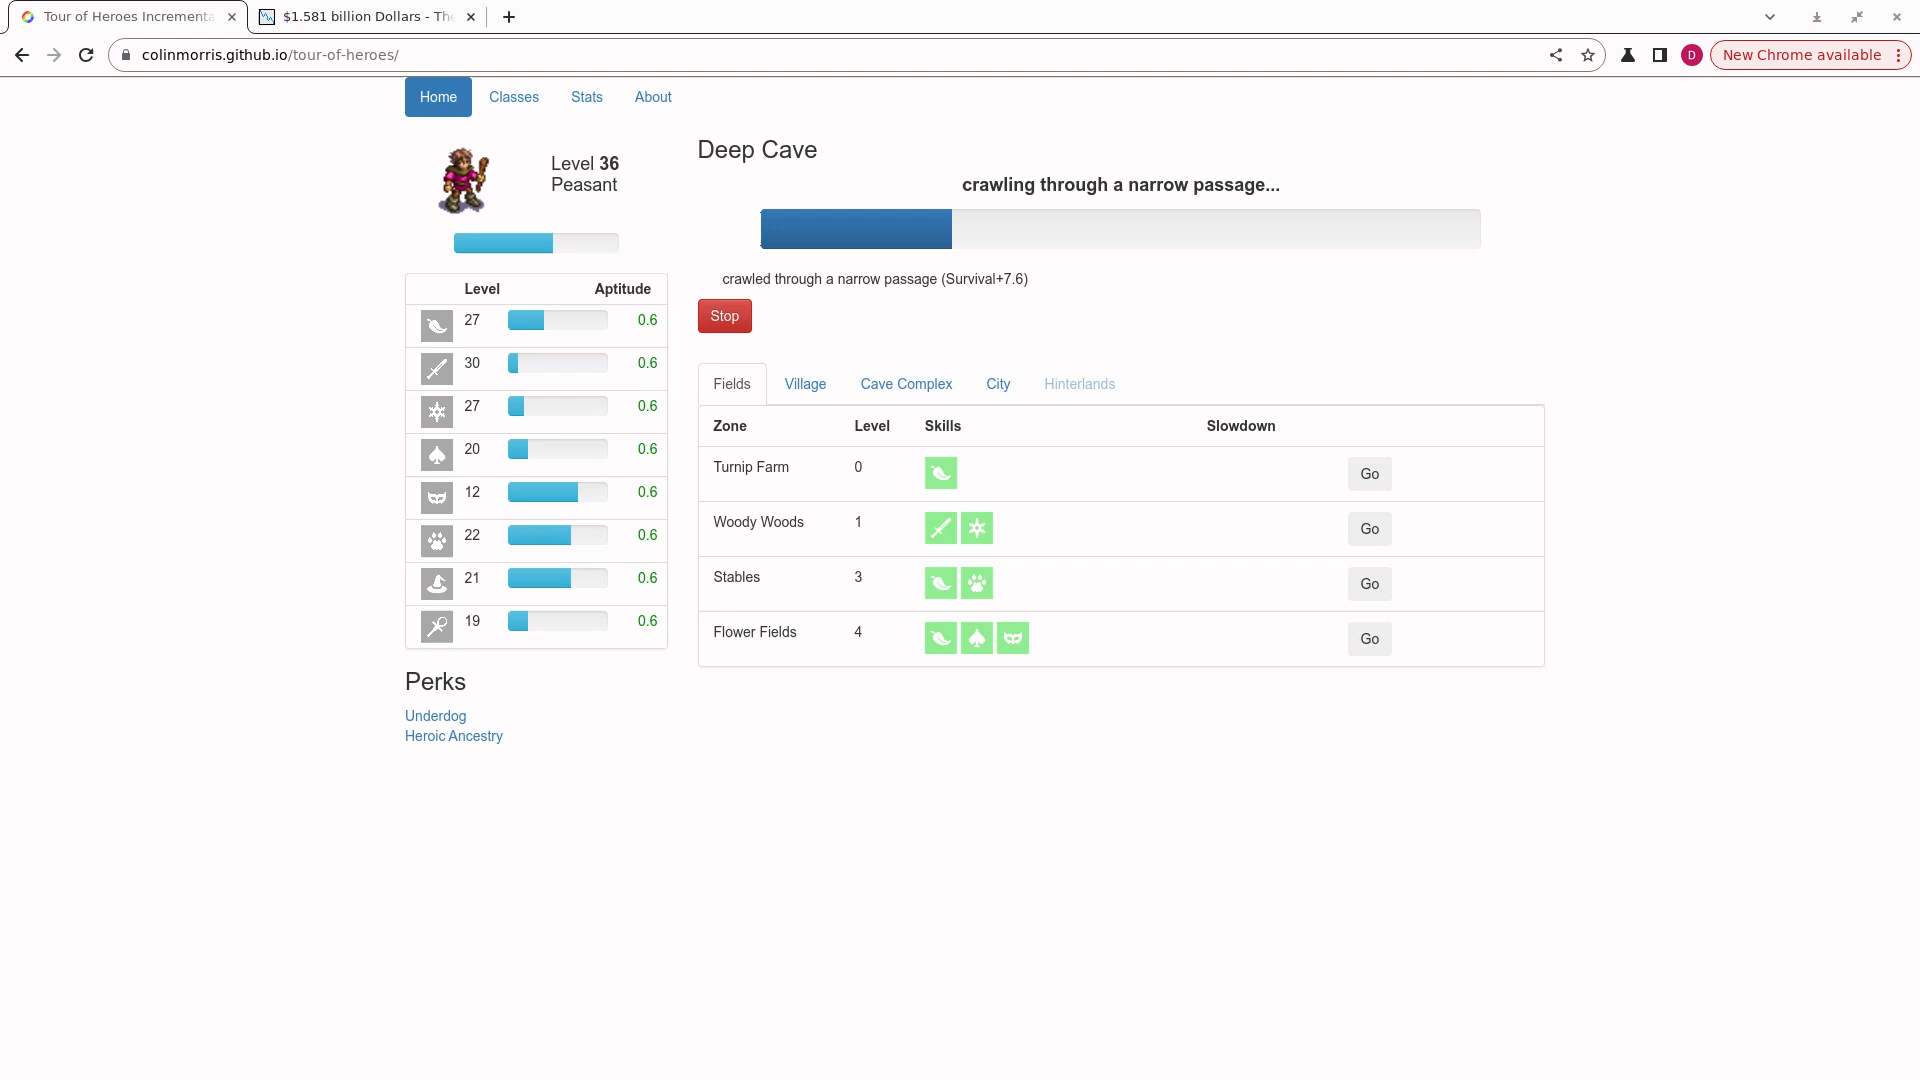 Tour of Heroes Incrementa
$1.581 billion Dollars - The
colinmorris.github.io/tour-of-heroes/
D
New Chrome available
Home
Classes
Stats
About
Level 36
Peasant
Deep Cave
crawling through a narrow passage...
crawled through a narrow passage (Survival+7.6)
Stop
Level
Aptitude
27
0.6
30
0.6
27
0.6
20
0.6
12
0.6
22
0.6
21
0.6
19
0.6
Perks
Underdog
Heroic Ancestry
Fields
Village
Cave Complex
City
Hinterlands
Zone
Level
Skills
Slowdown
Turnip Farm
0
Go
Woody Woods
1
Go
Stables
3
Go
Flower Fields
4
Go